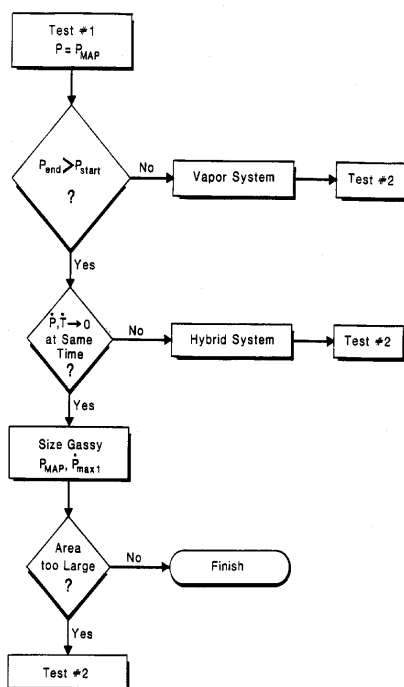 Test #1
P = P_MAP
P_end > P_start
?
No
Vapor System
Test #2
Yes
Ṗ, Ṫ → 0
at Same
Time
?
No
Hybrid System
Test #2
Yes
Size Gassy
P_MAP, Ṗ_max1
Area
too Large
?
No
Finish
Yes
Test #2